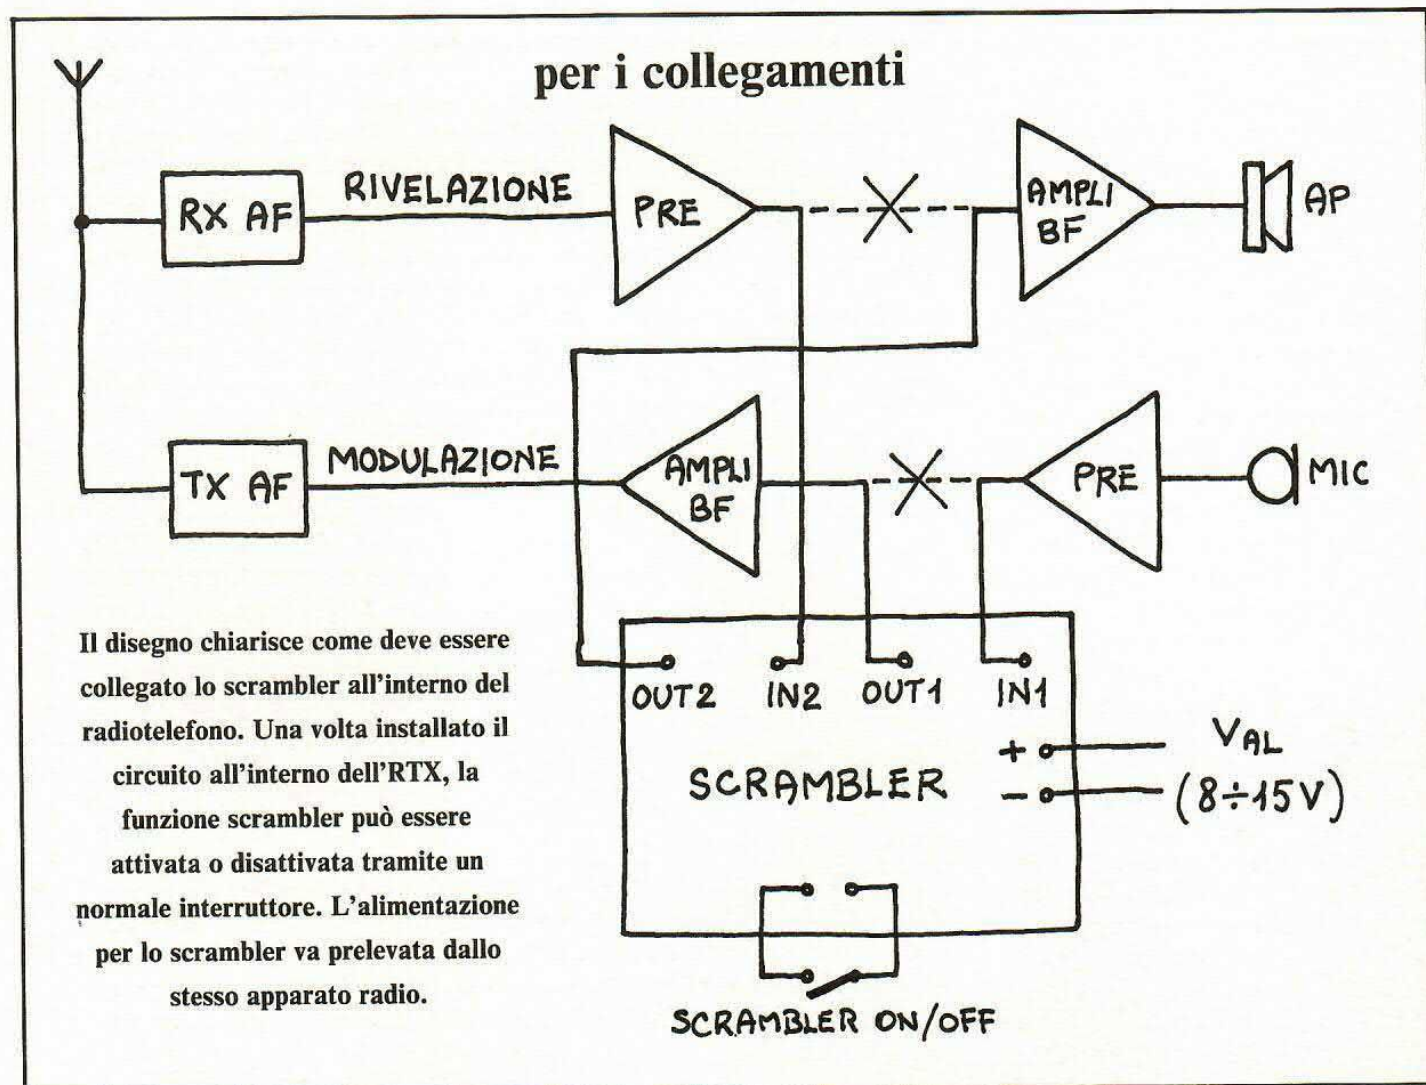 per i collegamenti
RX AF
RIVELAZIONE
PRE
AMPLI
BF
AP
TX AF
MODULAZIONE
AMPLI
BF
PRE
MIC
Il disegno chiarisce come deve essere
collegato lo scrambler all'interno del
radiotelefono. Una volta installato il
circuito all'interno dell'RTX, la
funzione scrambler può essere
attivata o disattivata tramite un
normale interruttore. L'alimentazione
per lo scrambler va prelevata dallo
stesso apparato radio.
OUT2
IN2
OUT1
IN1
SCRAMBLER
+
-
VAL
(8÷15V)
SCRAMBLER ON/OFF